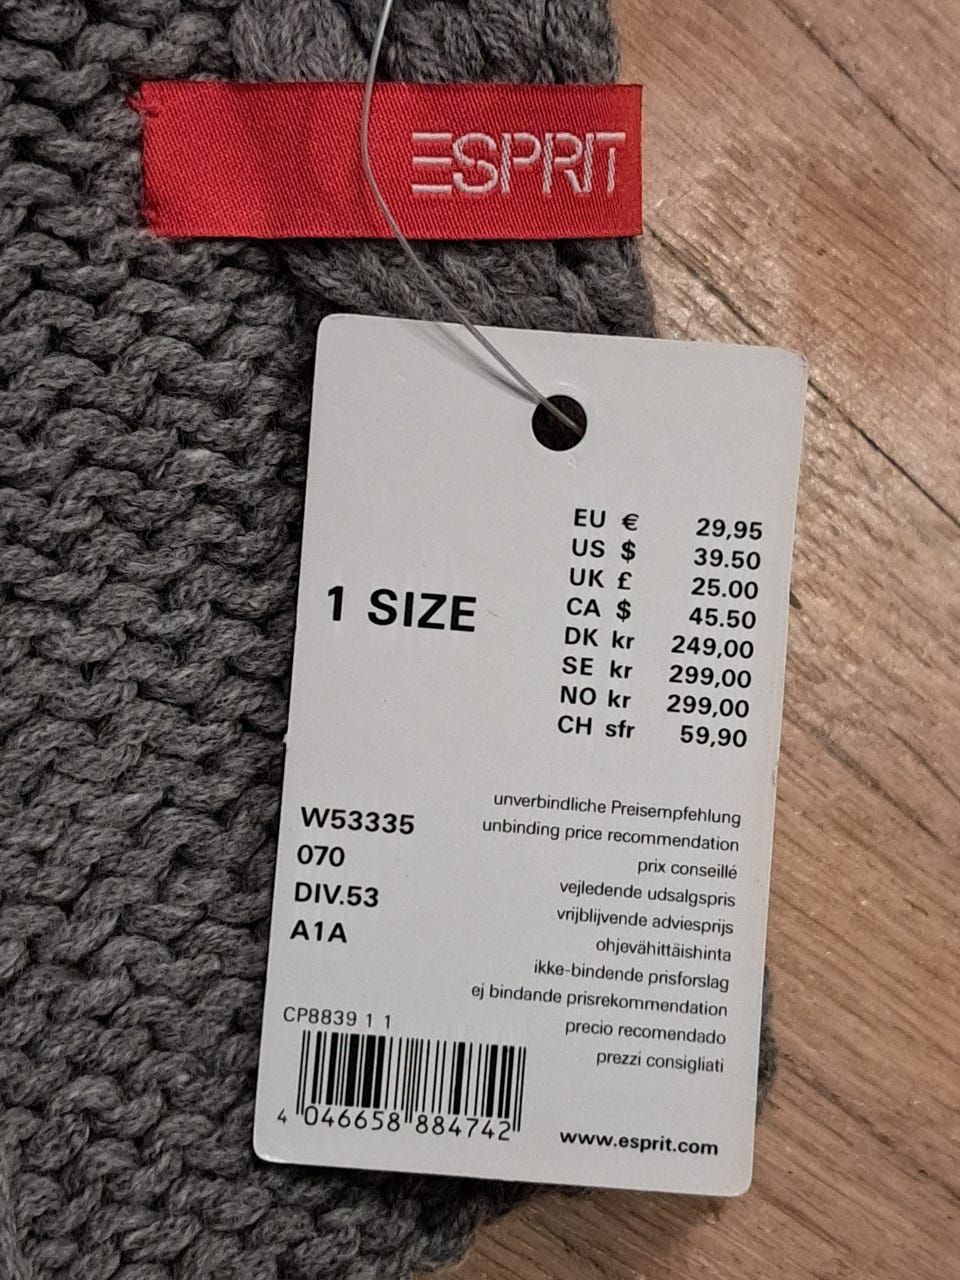 ESPRIT
1 SIZE
EU € 29,95
US $ 39.50
UK £ 25.00
CA $ 45.50
DK kr 249,00
SE kr 299,00
NO kr 299,00
CH sfr 59,90
W53335
070
DIV.53
A1A
unverbindliche Preisempfehlung
unbinding price recommendation
prix conseillé
vejledende udsalgspris
vrijblijvende adviesprijs
ohjevähittäishinta
ikke-bindende prisforslag
ej bindande prisrekommendation
precio recomendado
prezzi consigliati
CP8839 1 1
4 046658 884742
www.esprit.com